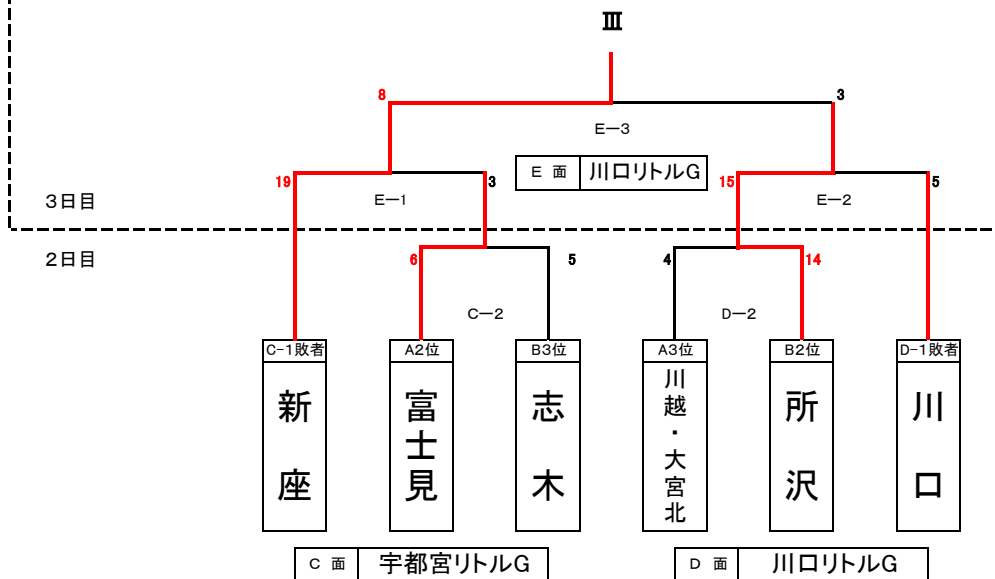 Ⅲ
8
3
E－3
E 面
川口リトルG
19
3
15
5
3日目
E－1
E－2
2日目
6
5
4
14
C－2
D－2
C-1敗者
A2位
B3位
A3位
B2位
D-1敗者
新座
富士見
志木
川越・大宮北
所沢
川口
C 面
宇都宮リトルG
D 面
川口リトルG